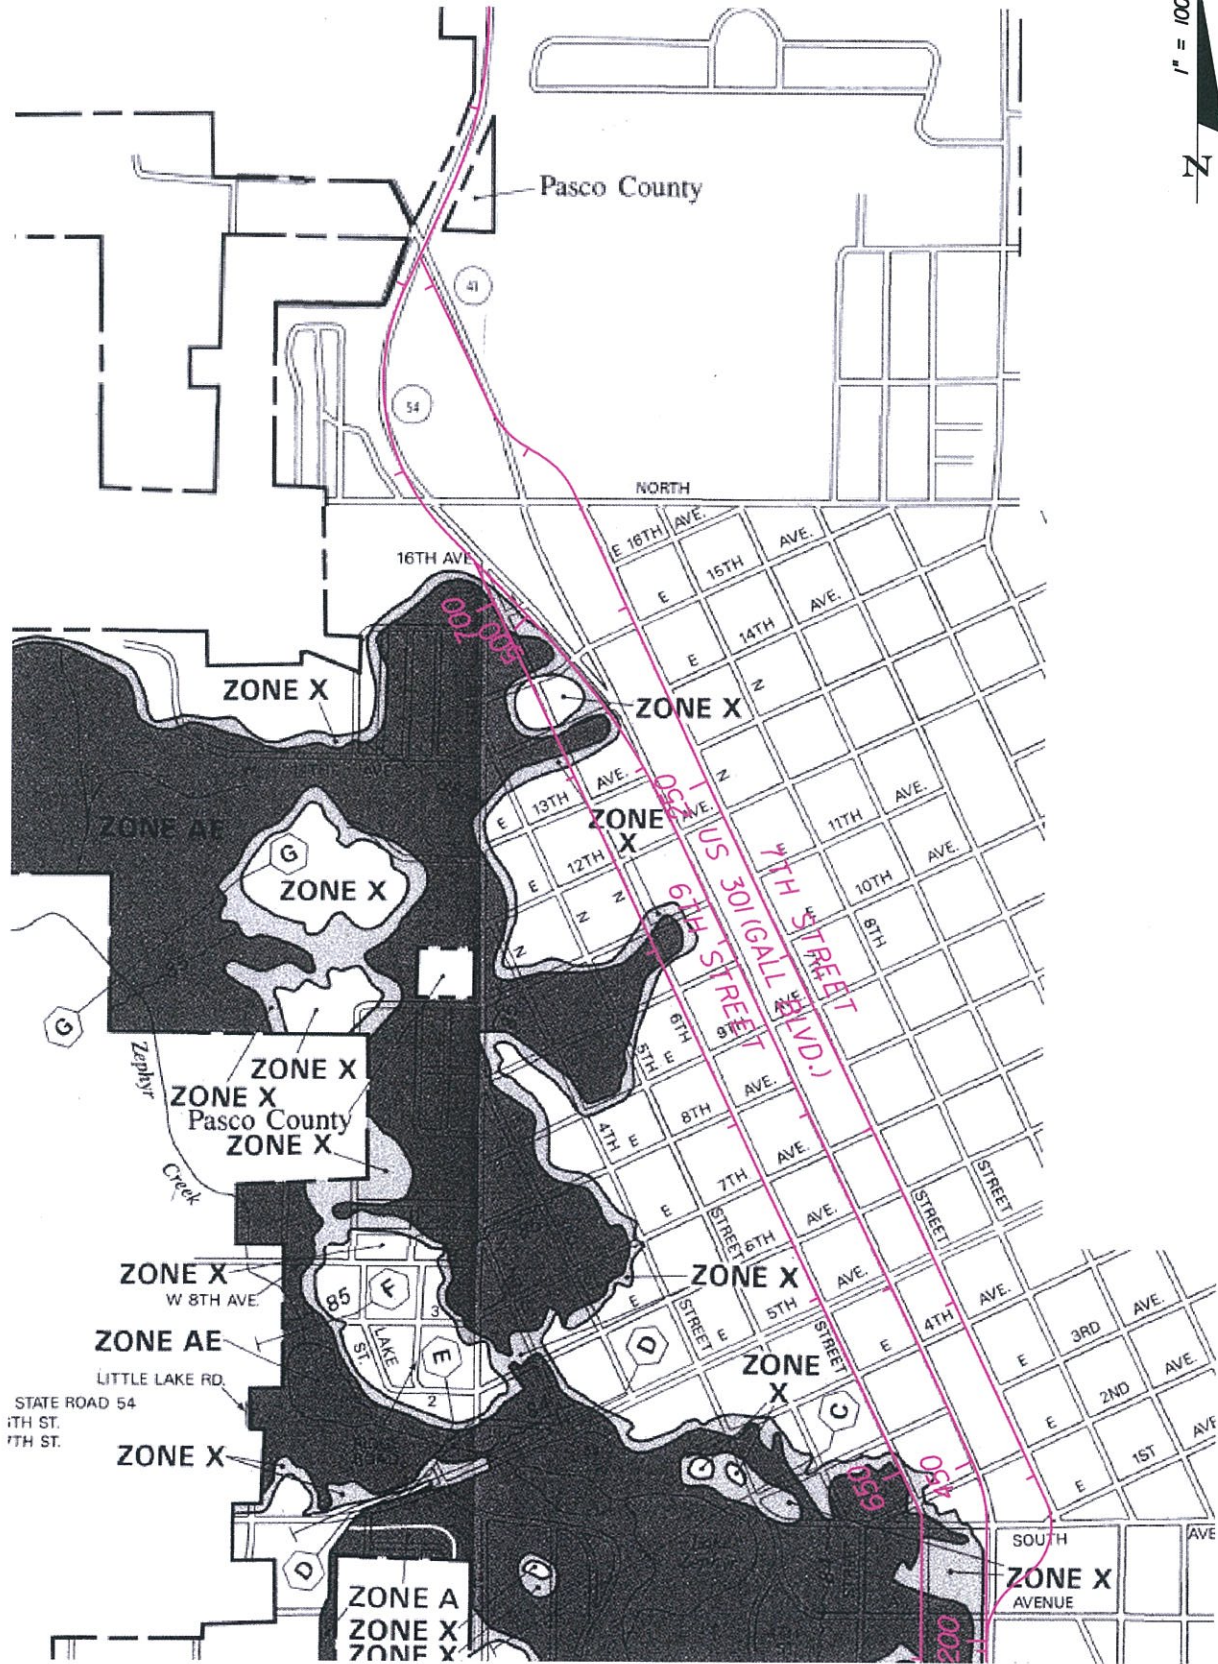 1" = 100
N
Pasco County
41
54
NORTH
16TH AVE
E 16TH AVE.
E 15TH AVE.
E 14TH AVE.
N
700
500
ZONE X
ZONE X
N
E 13TH AVE.
250
AVE.
ZONE AE
ZONE
X
E 12TH
11TH AVE.
G
ZONE X
US 301 (GALL BLVD.)
7TH STREET
6TH STREET
E 10TH AVE.
N
N
N
8TH
G
6TH
9TH AVE.
5TH
E
Zephyr
Creek
ZONE X
ZONE X
Pasco County
ZONE X
4TH
E 8TH AVE.
E 7TH AVE.
STREET
STREET
STREET
6TH AVE.
ZONE X
W 8TH AVE.
85
F
3
ZONE X
E 5TH AVE.
E
STREET
STREET
E 4TH AVE.
ZONE AE
LAKE
ST.
E
2
D
ZONE
X
E 3RD AVE.
LITTLE LAKE RD.
STATE ROAD 54
TH ST.
7TH ST.
C
E 2ND AVE.
ZONE X
650
450
E 1ST AVE
D
SOUTH
AVENUE
AVE
ZONE X
ZONE A
ZONE X
ZONE X
200